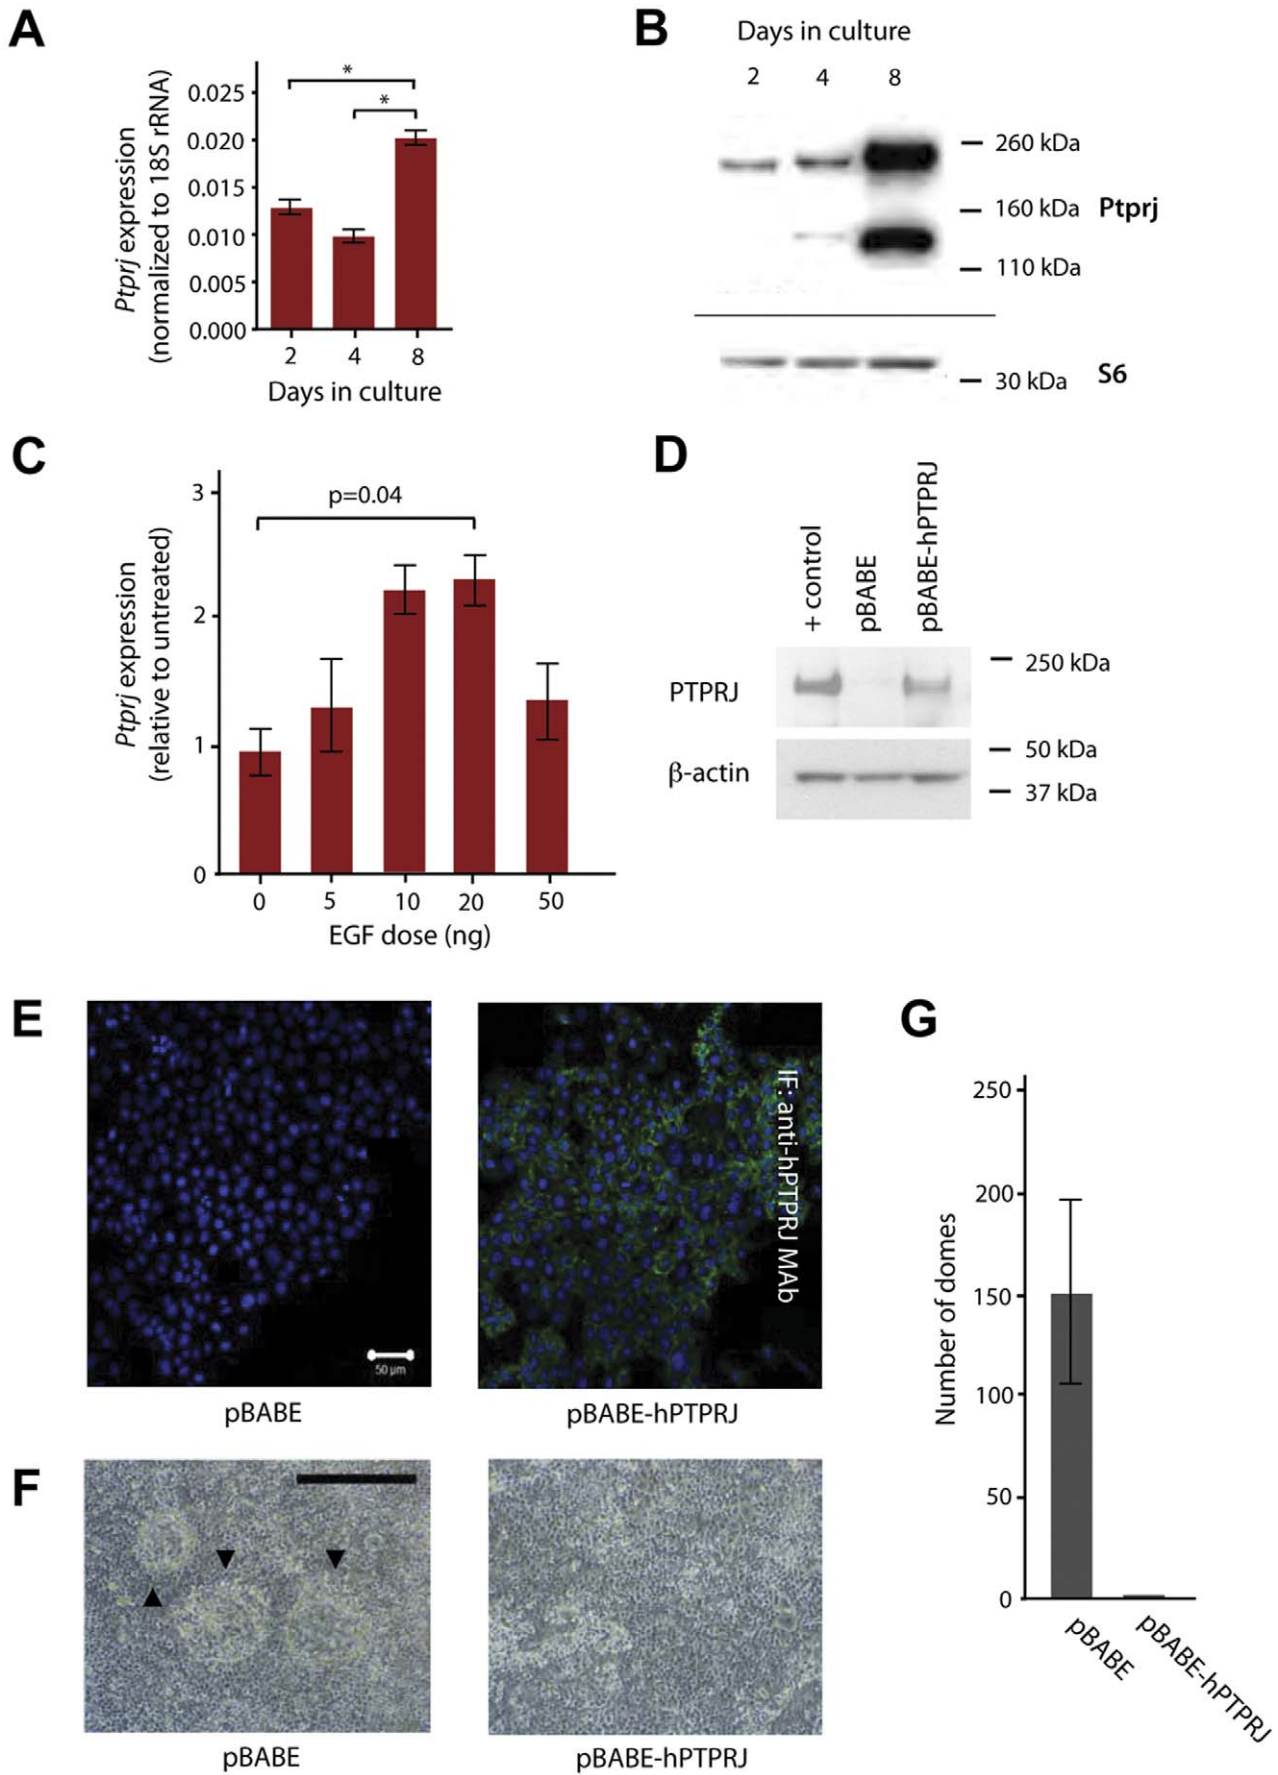 A
Ptprj expression
(normalized to 18S rRNA)
0.025
0.020
0.015
0.010
0.005
0.000
*
*
2 4 8
Days in culture
B
Days in culture
2 4 8
260 kDa
160 kDa
Ptprj
110 kDa
30 kDa
S6
C
Ptprj expression
(relative to untreated)
3
2
1
0
p=0.04
0 5 10 20 50
EGF dose (ng)
D
+ control
pBABE
pBABE-hPTPRJ
PTPRJ
250 kDa
β-actin
50 kDa
37 kDa
E
50 µm
pBABE
IF: anti-hPTPRJ MAb
pBABE-hPTPRJ
F
pBABE
pBABE-hPTPRJ
G
Number of domes
250
200
150
100
50
0
pBABE
pBABE-hPTPRJ